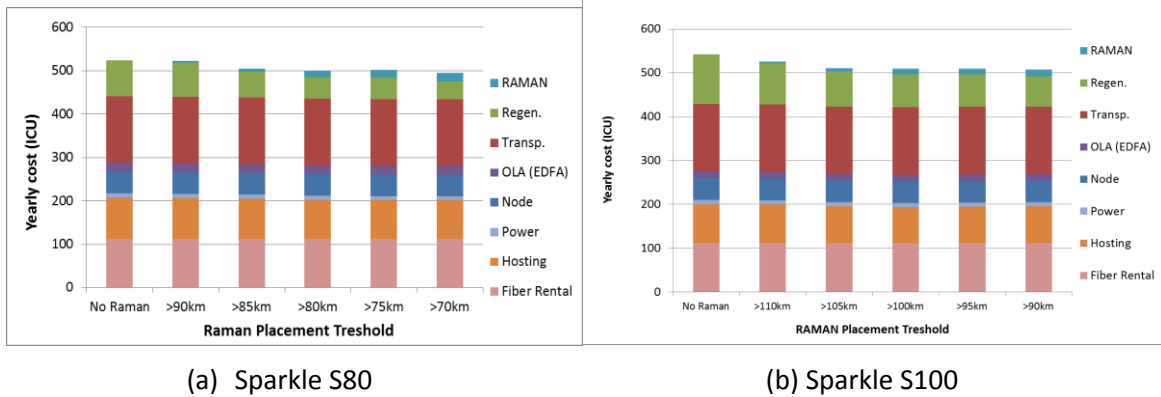 600
500
400
300
200
100
0
Yearly cost (ICU)
No Raman >90km >85km >80km >75km >70km
Raman Placement Treshold
RAMAN
Regen.
Transp.
OLA (EDFA)
Node
Power
Hosting
Fiber Rental
(a) Sparkle S80
600
500
400
300
200
100
0
Yearly cost (ICU)
No Raman >110km >105km >100km >95km >90km
RAMAN Placement Treshold
RAMAN
Regen.
Transp.
OLA (EDFA)
Node
Power
Hosting
Fiber Rental
(b) Sparkle S100